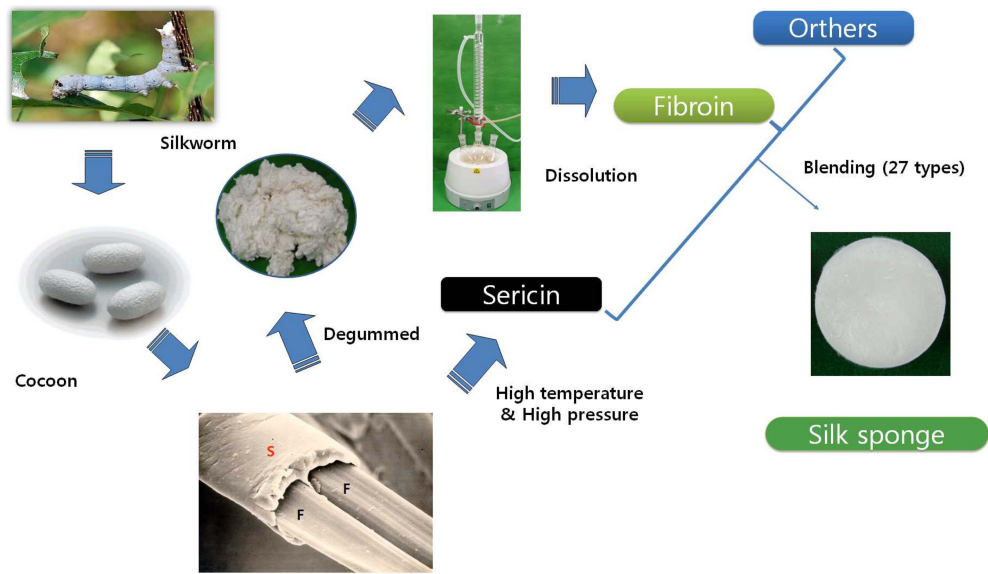 Orthers
Fibroin
Silkworm
Dissolution
Blending (27 types)
Sericin
Degummed
Cocoon
High temperature
& High pressure
Silk sponge
S
F
F